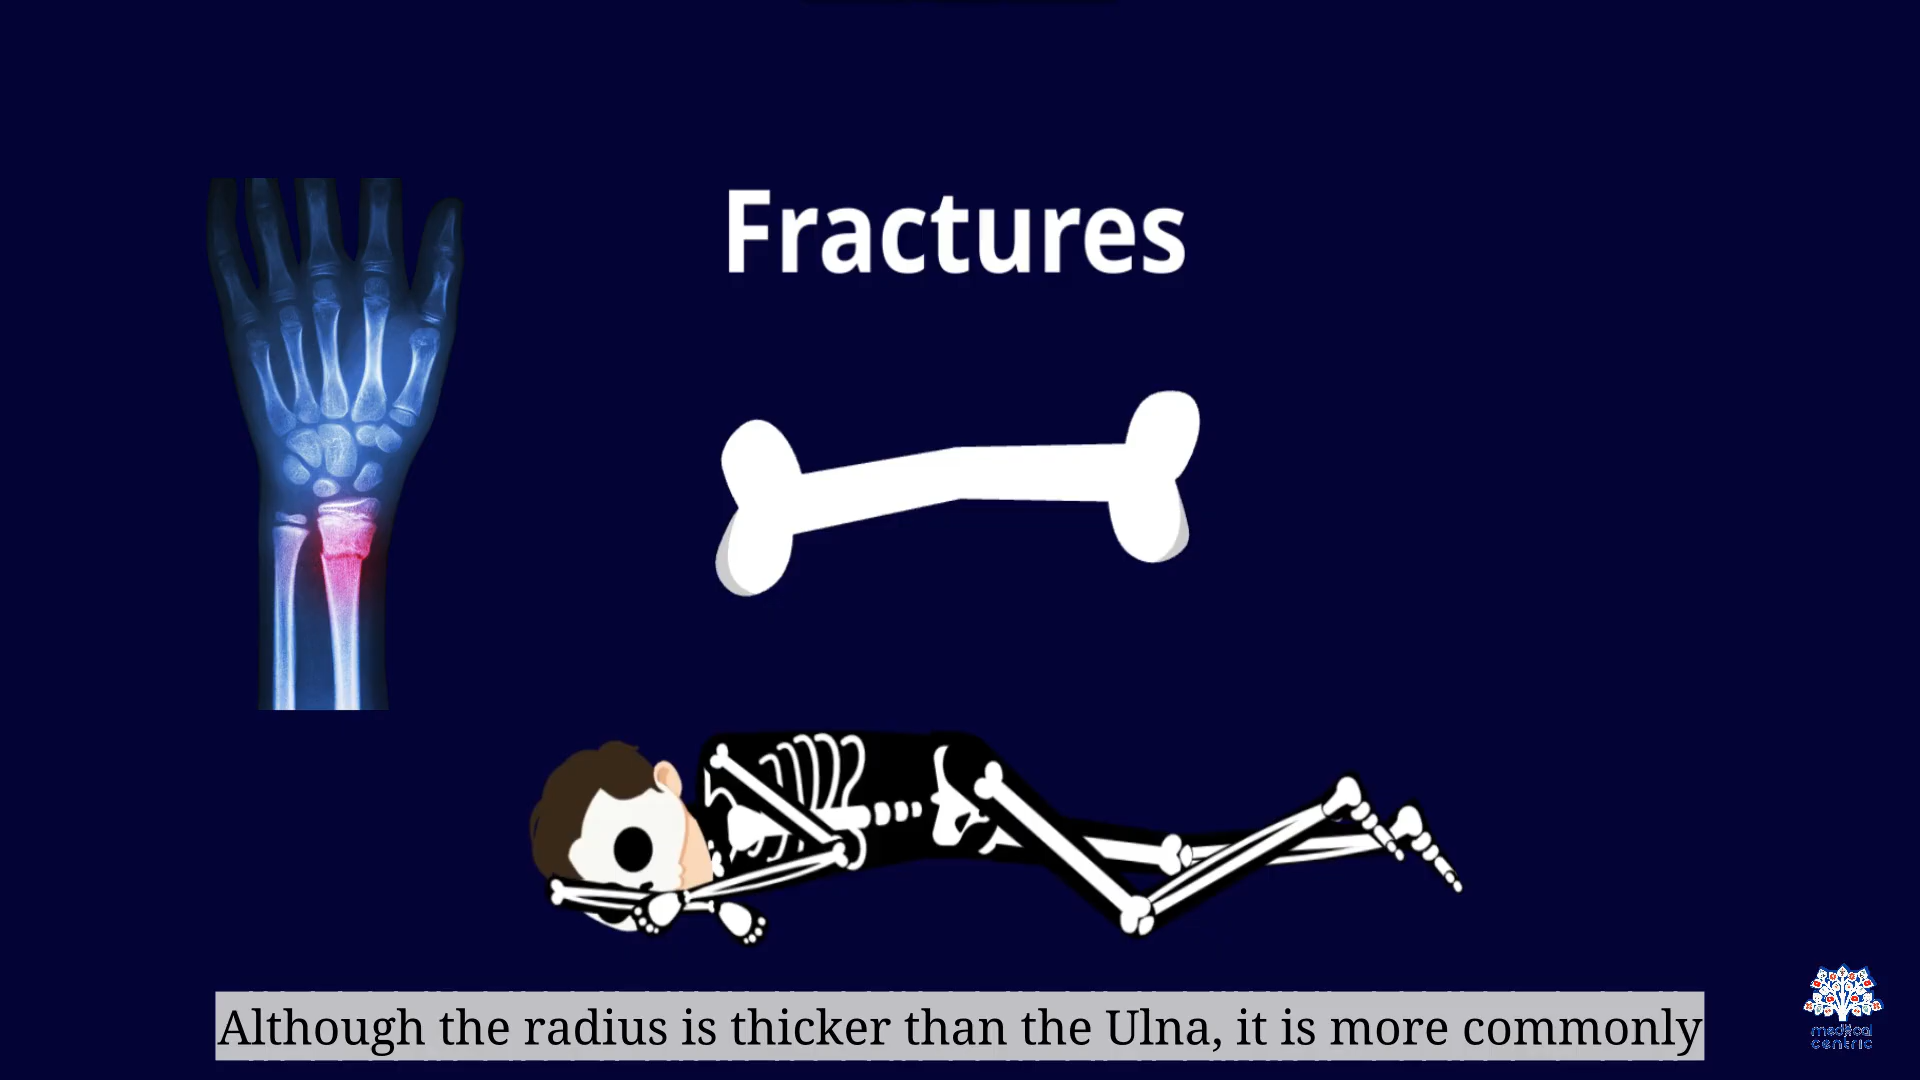 Fractures
Although the radius is thicker than the Ulna, it is more commonly
medical
centric